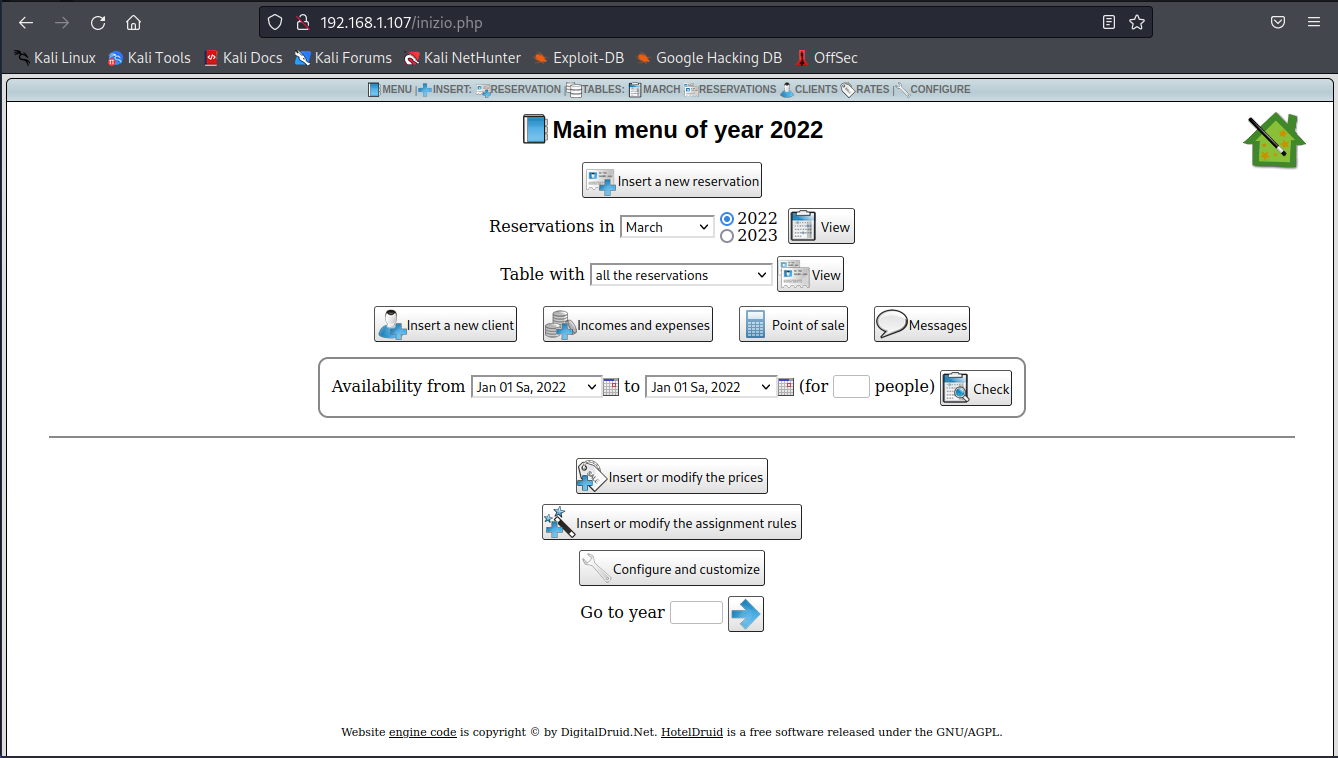 192.168.1.107/inizio.php
Kali Linux Kali Tools Kali Docs Kali Forums Kali NetHunter Exploit-DB Google Hacking DB OffSec
MENU | INSERT: RESERVATION | TABLES: MARCH RESERVATIONS CLIENTS RATES | CONFIGURE
Main menu of year 2022
Insert a new reservation
Reservations in March 2022 2023 View
Table with all the reservations View
Insert a new client Incomes and expenses Point of sale Messages
Availability from Jan 01 Sa, 2022 to Jan 01 Sa, 2022 (for people) Check
Insert or modify the prices
Insert or modify the assignment rules
Configure and customize
Go to year
Website engine code is copyright © by DigitalDruid.Net. HotelDruid is a free software released under the GNU/AGPL.